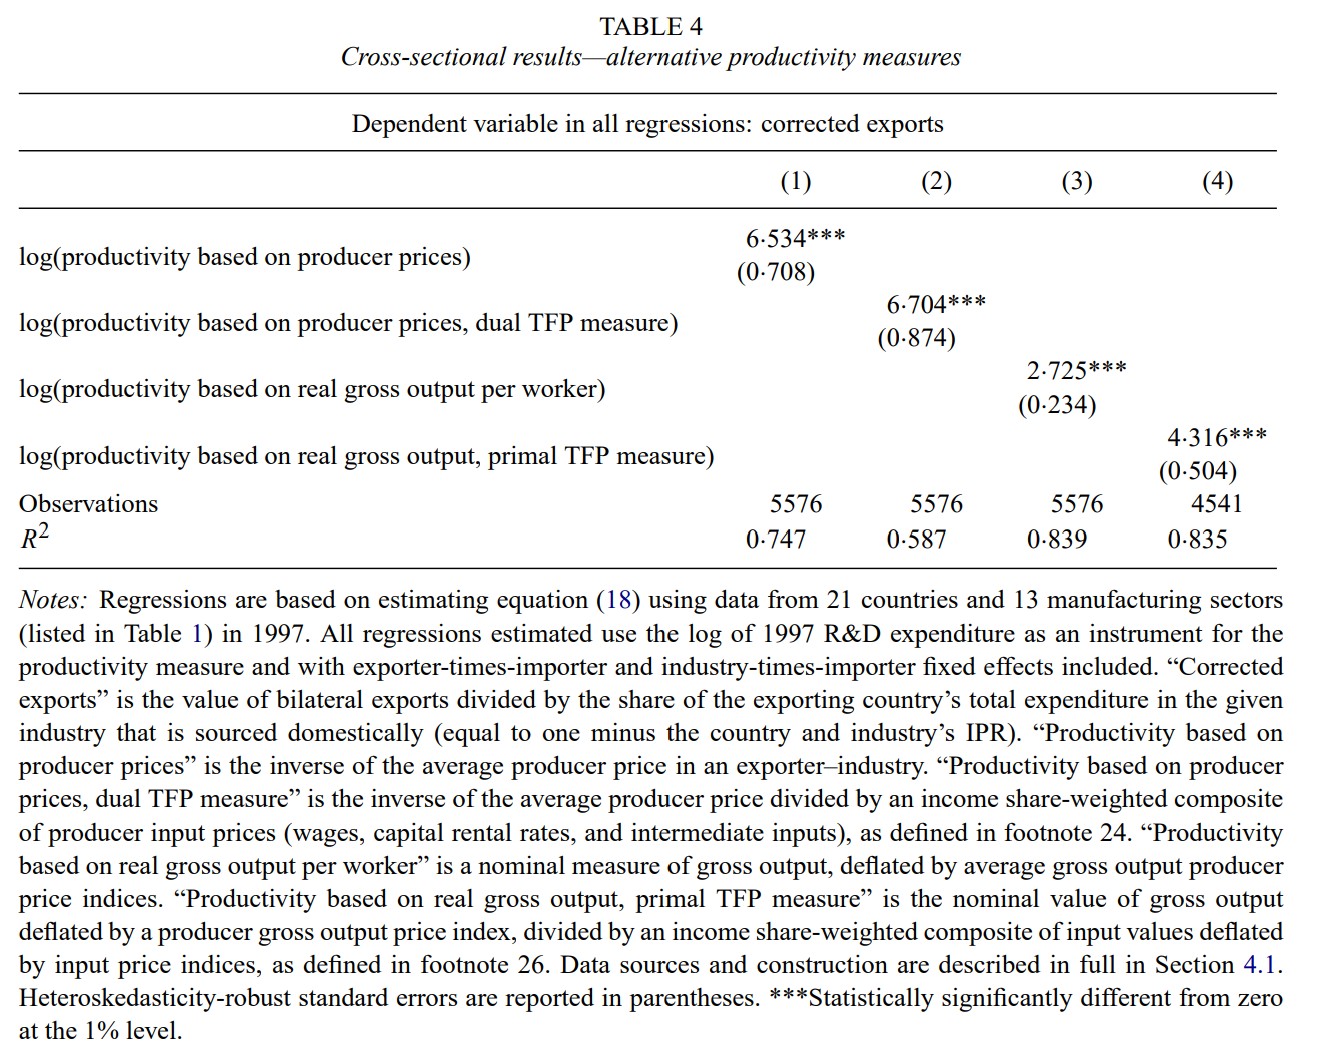 TABLE 4
Cross-sectional results—alternative productivity measures
Dependent variable in all regressions: corrected exports
(1) (2) (3) (4)
log(productivity based on producer prices) 6·534***
(0·708)
log(productivity based on producer prices, dual TFP measure) 6·704***
(0·874)
log(productivity based on real gross output per worker) 2·725***
(0·234)
log(productivity based on real gross output, primal TFP measure) 4·316***
(0·504)
Observations 5576 5576 5576 4541
R² 0·747 0·587 0·839 0·835
Notes: Regressions are based on estimating equation (18) using data from 21 countries and 13 manufacturing sectors
(listed in Table 1) in 1997. All regressions estimated use the log of 1997 R&D expenditure as an instrument for the
productivity measure and with exporter-times-importer and industry-times-importer fixed effects included. “Corrected
exports” is the value of bilateral exports divided by the share of the exporting country’s total expenditure in the given
industry that is sourced domestically (equal to one minus the country and industry’s IPR). “Productivity based on
producer prices” is the inverse of the average producer price in an exporter–industry. “Productivity based on producer
prices, dual TFP measure” is the inverse of the average producer price divided by an income share-weighted composite
of producer input prices (wages, capital rental rates, and intermediate inputs), as defined in footnote 24. “Productivity
based on real gross output per worker” is a nominal measure of gross output, deflated by average gross output producer
price indices. “Productivity based on real gross output, primal TFP measure” is the nominal value of gross output
deflated by a producer gross output price index, divided by an income share-weighted composite of input values deflated
by input price indices, as defined in footnote 26. Data sources and construction are described in full in Section 4.1.
Heteroskedasticity-robust standard errors are reported in parentheses. ***Statistically significantly different from zero
at the 1% level.